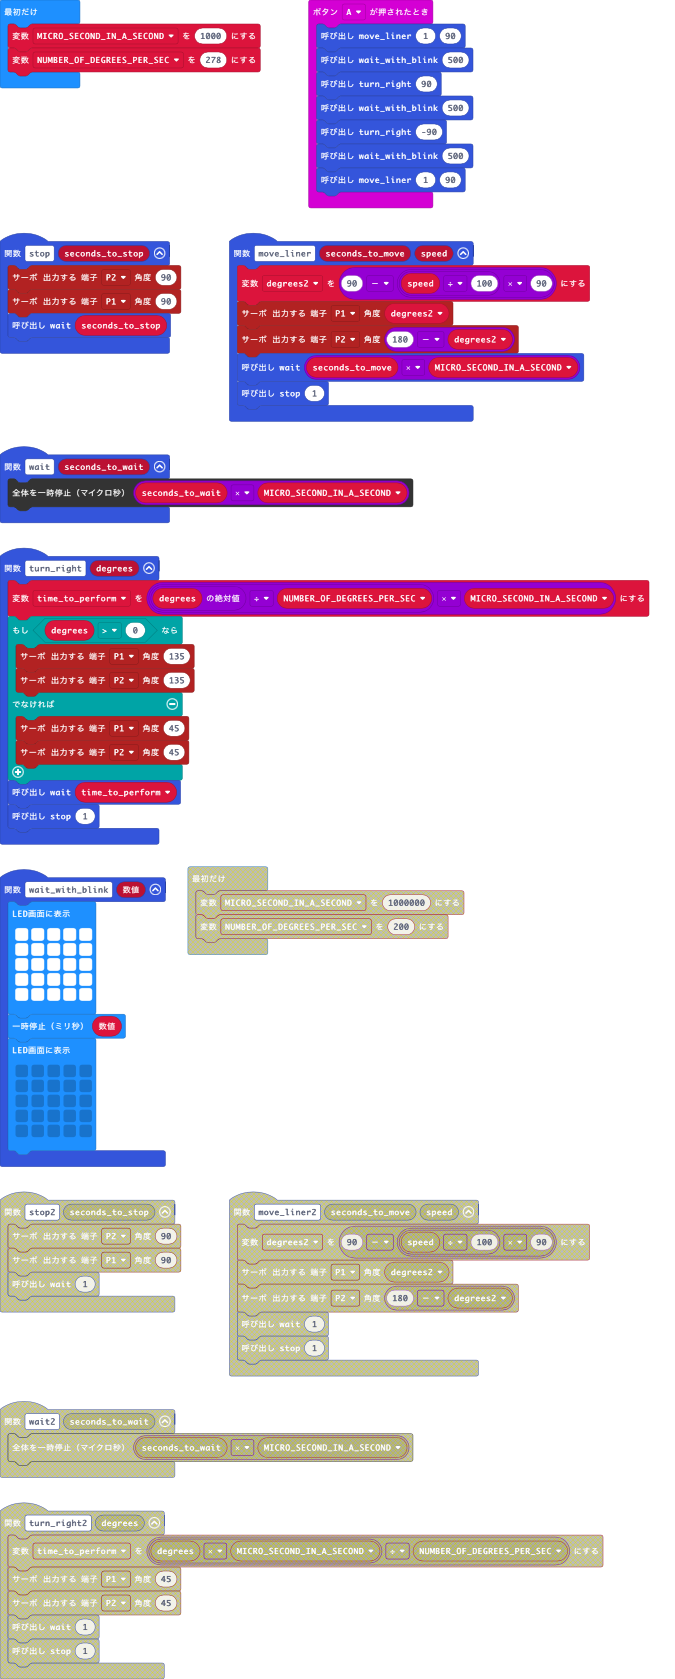 最初だけ
変数 MICRO_SECOND_IN_A_SECOND を 1000 にする
変数 NUMBER_OF_DEGREES_PER_SEC を 278 にする
ボタン A が押されたとき
呼び出し move_liner 1 90
呼び出し wait_with_blink 500
呼び出し turn_right 90
呼び出し wait_with_blink 500
呼び出し turn_right -90
呼び出し wait_with_blink 500
呼び出し move_liner 1 90
関数 stop seconds_to_stop
サーボ 出力する 端子 P2 角度 90
サーボ 出力する 端子 P1 角度 90
呼び出し wait seconds_to_stop
関数 move_liner seconds_to_move speed
変数 degrees2 を 90 - speed ÷ 100 × 90 にする
サーボ 出力する 端子 P1 角度 degrees2
サーボ 出力する 端子 P2 角度 180 - degrees2
呼び出し wait seconds_to_move × MICRO_SECOND_IN_A_SECOND
呼び出し stop 1
関数 wait seconds_to_wait
全体を一時停止（マイクロ秒） seconds_to_wait × MICRO_SECOND_IN_A_SECOND
関数 turn_right degrees
変数 time_to_perform を degrees の絶対値 ÷ NUMBER_OF_DEGREES_PER_SEC × MICRO_SECOND_IN_A_SECOND にする
もし degrees > 0 なら
サーボ 出力する 端子 P1 角度 135
サーボ 出力する 端子 P2 角度 135
でなければ
サーボ 出力する 端子 P1 角度 45
サーボ 出力する 端子 P2 角度 45
呼び出し wait time_to_perform
呼び出し stop 1
関数 wait_with_blink 数値
LED画面に表示
一時停止（ミリ秒） 数値
LED画面に表示
最初だけ
変数 MICRO_SECOND_IN_A_SECOND を 1000000 にする
変数 NUMBER_OF_DEGREES_PER_SEC を 200 にする
関数 stop2 seconds_to_stop
サーボ 出力する 端子 P2 角度 90
サーボ 出力する 端子 P1 角度 90
呼び出し wait 1
関数 move_liner2 seconds_to_move speed
変数 degrees2 を 90 - speed ÷ 100 × 90 にする
サーボ 出力する 端子 P1 角度 degrees2
サーボ 出力する 端子 P2 角度 180 - degrees2
呼び出し wait 1
呼び出し stop 1
関数 wait2 seconds_to_wait
全体を一時停止（マイクロ秒） seconds_to_wait × MICRO_SECOND_IN_A_SECOND
関数 turn_right2 degrees
変数 time_to_perform を degrees × MICRO_SECOND_IN_A_SECOND ÷ NUMBER_OF_DEGREES_PER_SEC にする
サーボ 出力する 端子 P1 角度 45
サーボ 出力する 端子 P2 角度 45
呼び出し wait 1
呼び出し stop 1